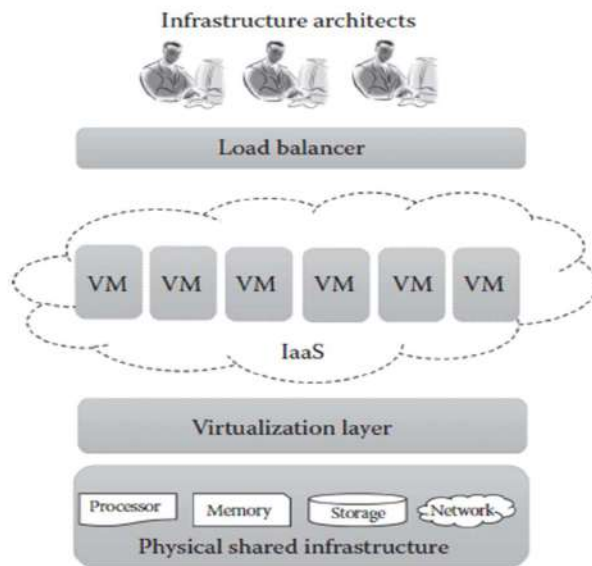 Infrastructure architects
Load balancer
VM VM VM VM VM VM
IaaS
Virtualization layer
Processor Memory Storage Network
Physical shared infrastructure